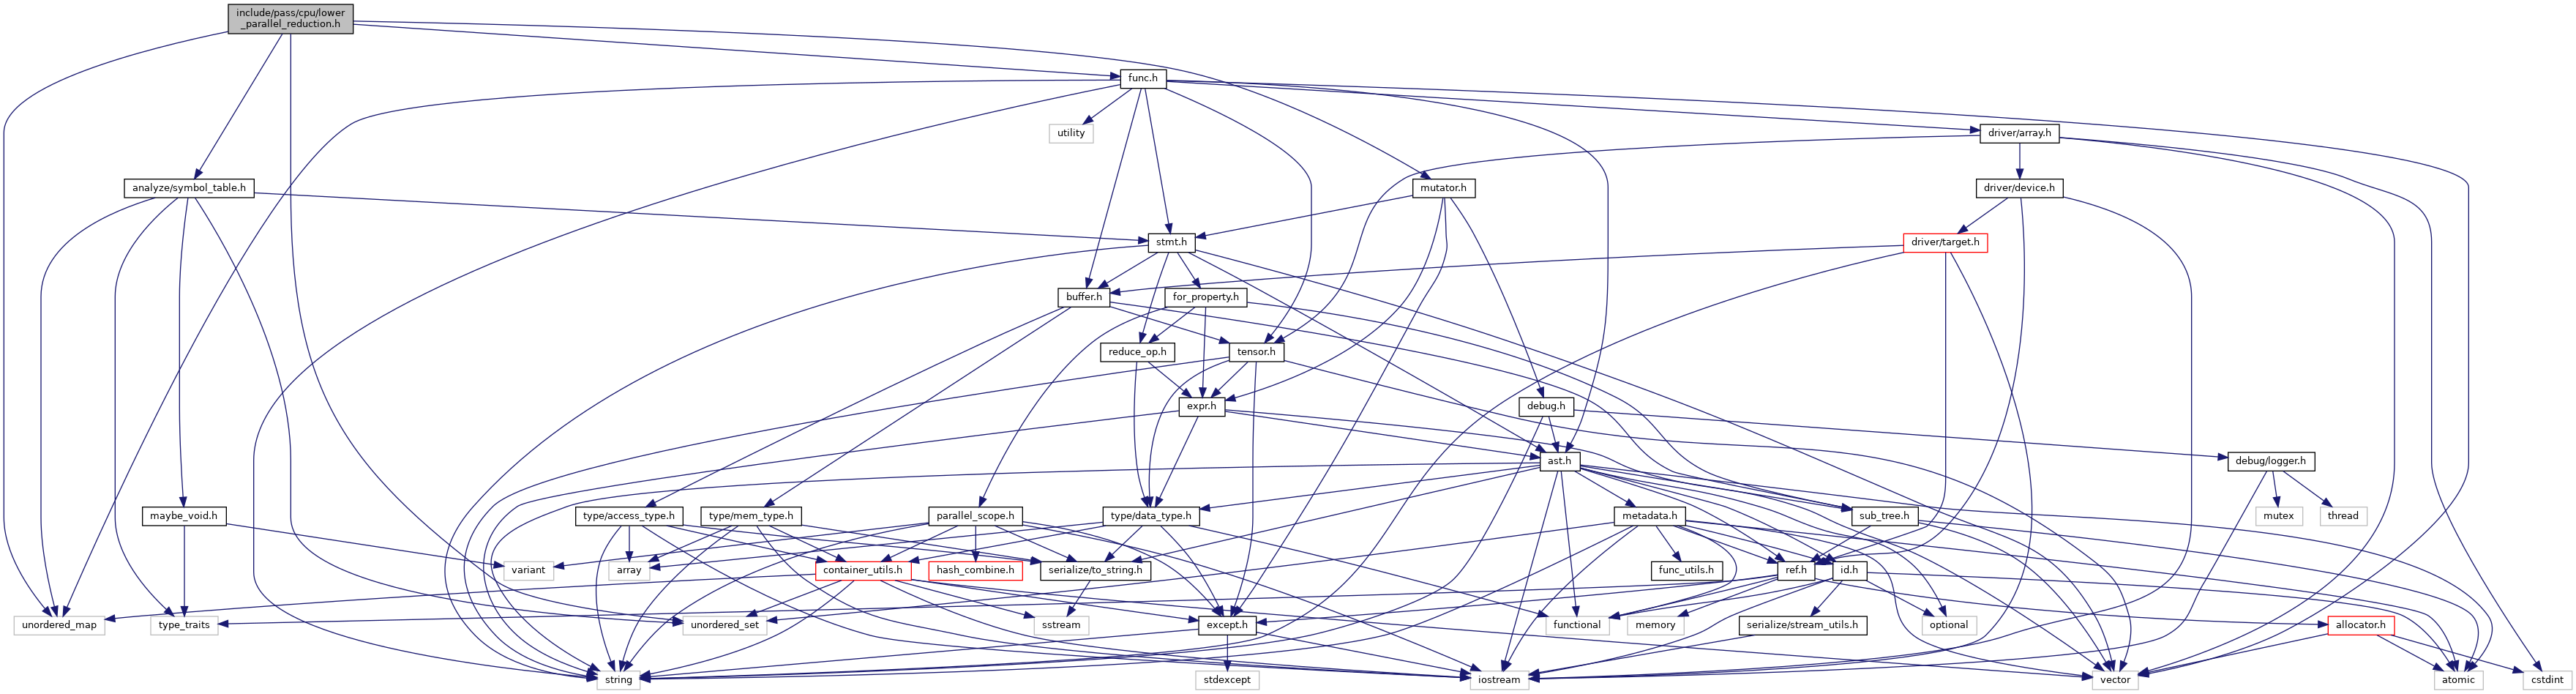 include/pass/cpu/lower
_parallel_reduction.h
func.h
utility
driver/array.h
analyze/symbol_table.h
mutator.h
driver/device.h
stmt.h
driver/target.h
buffer.h
for_property.h
reduce_op.h
tensor.h
expr.h
debug.h
ast.h
debug/logger.h
maybe_void.h
type/access_type.h
type/mem_type.h
parallel_scope.h
type/data_type.h
metadata.h
sub_tree.h
mutex
thread
variant
array
container_utils.h
hash_combine.h
serialize/to_string.h
func_utils.h
ref.h
id.h
unordered_map
type_traits
unordered_set
sstream
except.h
functional
memory
serialize/stream_utils.h
optional
allocator.h
string
stdexcept
iostream
vector
atomic
cstdint